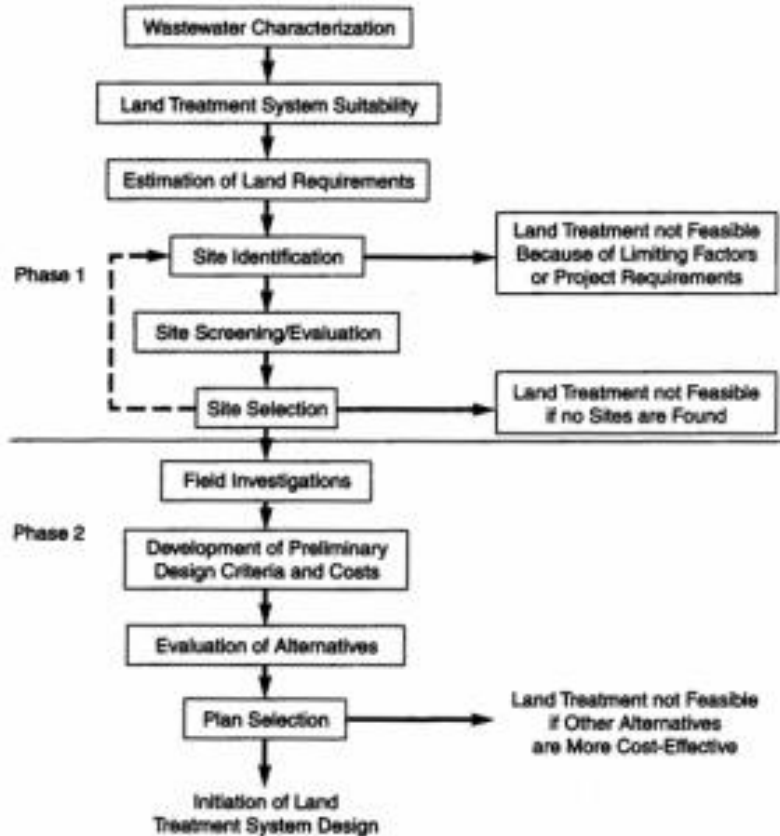 Wastewater Characterization
Land Treatment System Suitability
Estimation of Land Requirements
Phase 1
Site Identification
Land Treatment not Feasible
Because of Limiting Factors
or Project Requirements
Site Screening/Evaluation
Site Selection
Land Treatment not Feasible
if no Sites are Found
Field Investigations
Phase 2
Development of Preliminary
Design Criteria and Costs
Evaluation of Alternatives
Plan Selection
Land Treatment not Feasible
if Other Alternatives
are More Cost-Effective
Initiation of Land
Treatment System Design